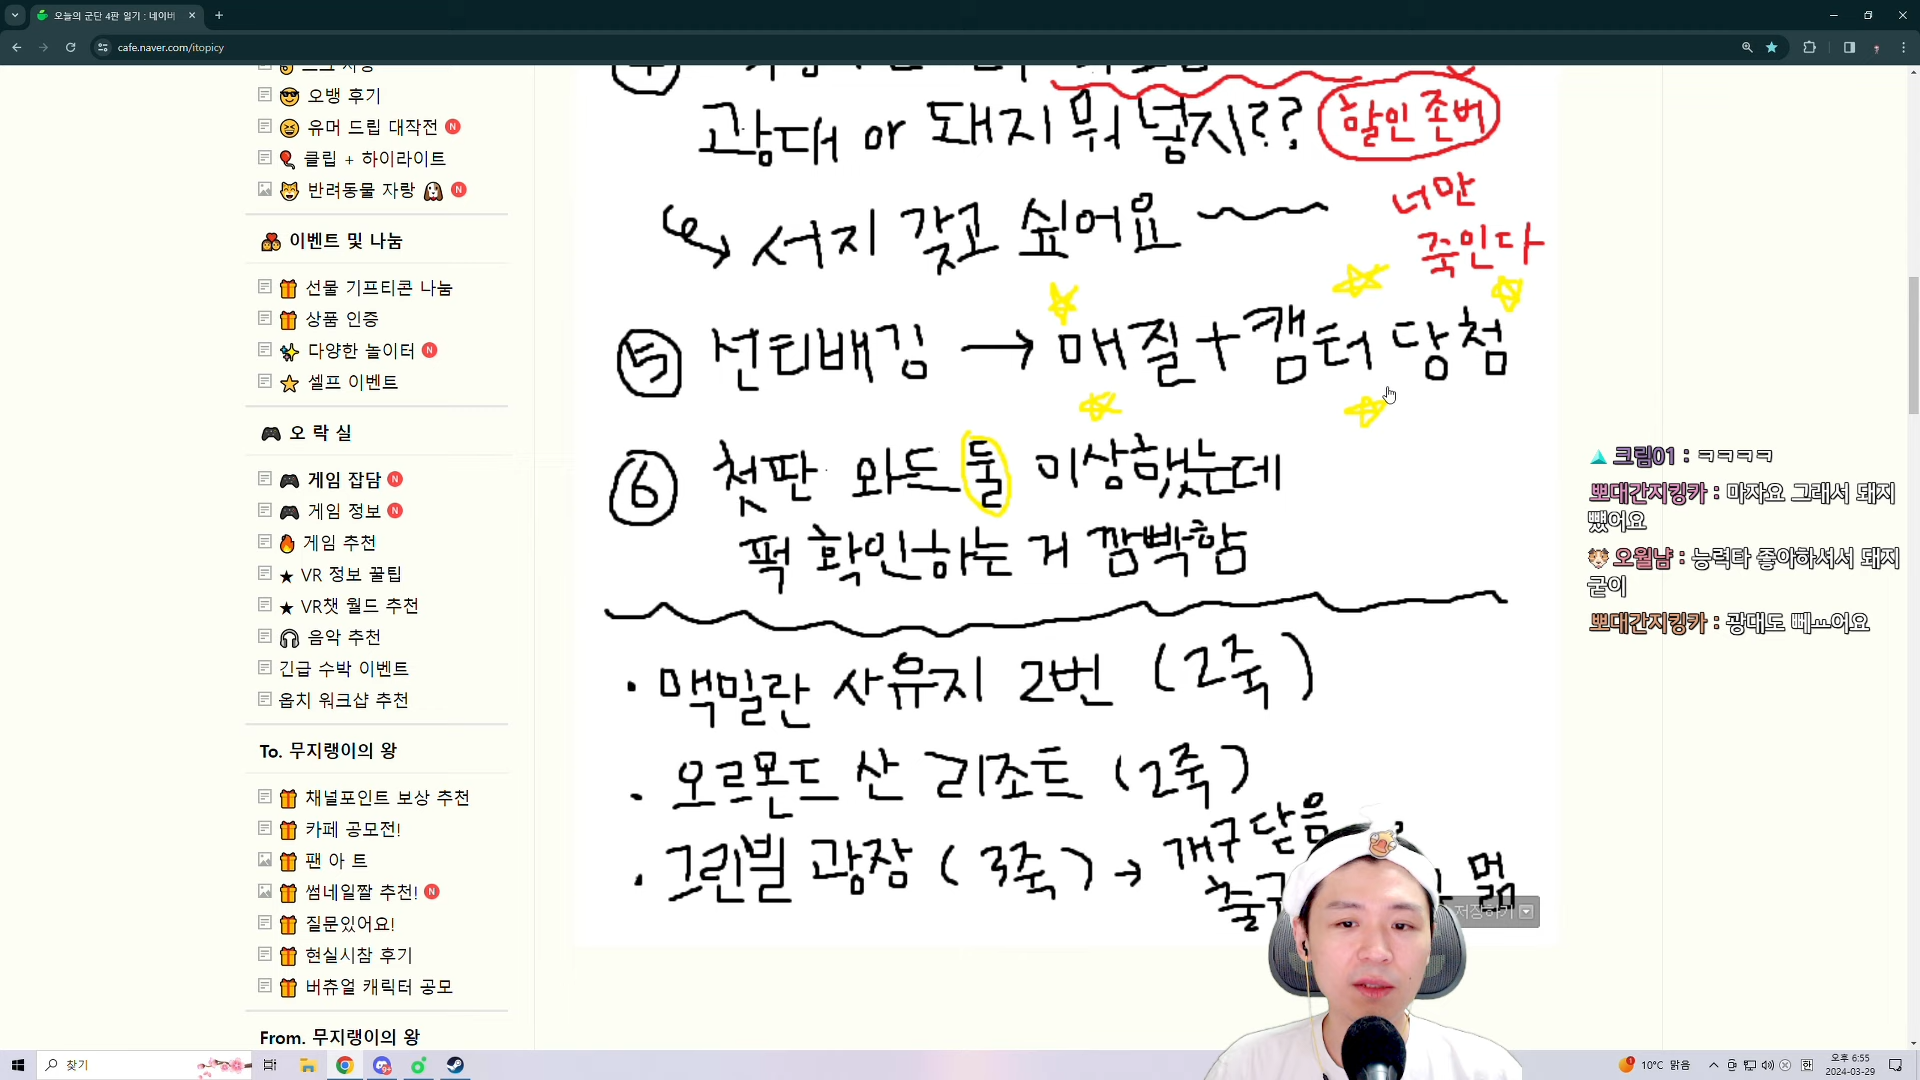 오늘의 군단 4판 일기 : 네이버
cafe.naver.com/itopicy
오뱅 후기
유머 드립 대작전 N
클립 + 하이라이트
반려동물 자랑 N
이벤트 및 나눔
선물 기프티콘 나눔
상품 인증
다양한 놀이터 N
셀프 이벤트
오 락 실
게임 잡담 N
게임 정보 N
게임 추천
★ VR 정보 꿀팁
★ VR챗 월드 추천
음악 추천
긴급 수박 이벤트
옵치 워크샵 추천
To. 무지랭이의 왕
채널포인트 보상 추천
카페 공모전!
팬 아 트
썸네일짤 추천! N
질문있어요!
현실시참 후기
버츄얼 캐릭터 공모
From. 무지랭이의 왕
광대 or 돼지 뭐 넣지??
할인존버
너만
죽인다
서지 갖고 싶어요
⑤ 선티배깅 → 매질+캠터 당첨
⑥ 첫판 와드 둘 이상했는데
퍽 확인하는 거 깜빡함
· 맥밀란 사유지 2번 (2죽)
· 오르몬드 산 리조트 (2죽)
· 그린빌 광장 (3죽) → 개구 닫음
멂
저장하기
크림01 : ㅋㅋㅋㅋ
뽀대간지킹카 : 마자요 그래서 돼지
뺐어요
오월냠 : 능력타 좋아하셔서 돼지
굳이
뽀대간지킹카 : 광대도 빼ㅛ어요
찾기
10°C 맑음
오후 6:55
2024-03-29